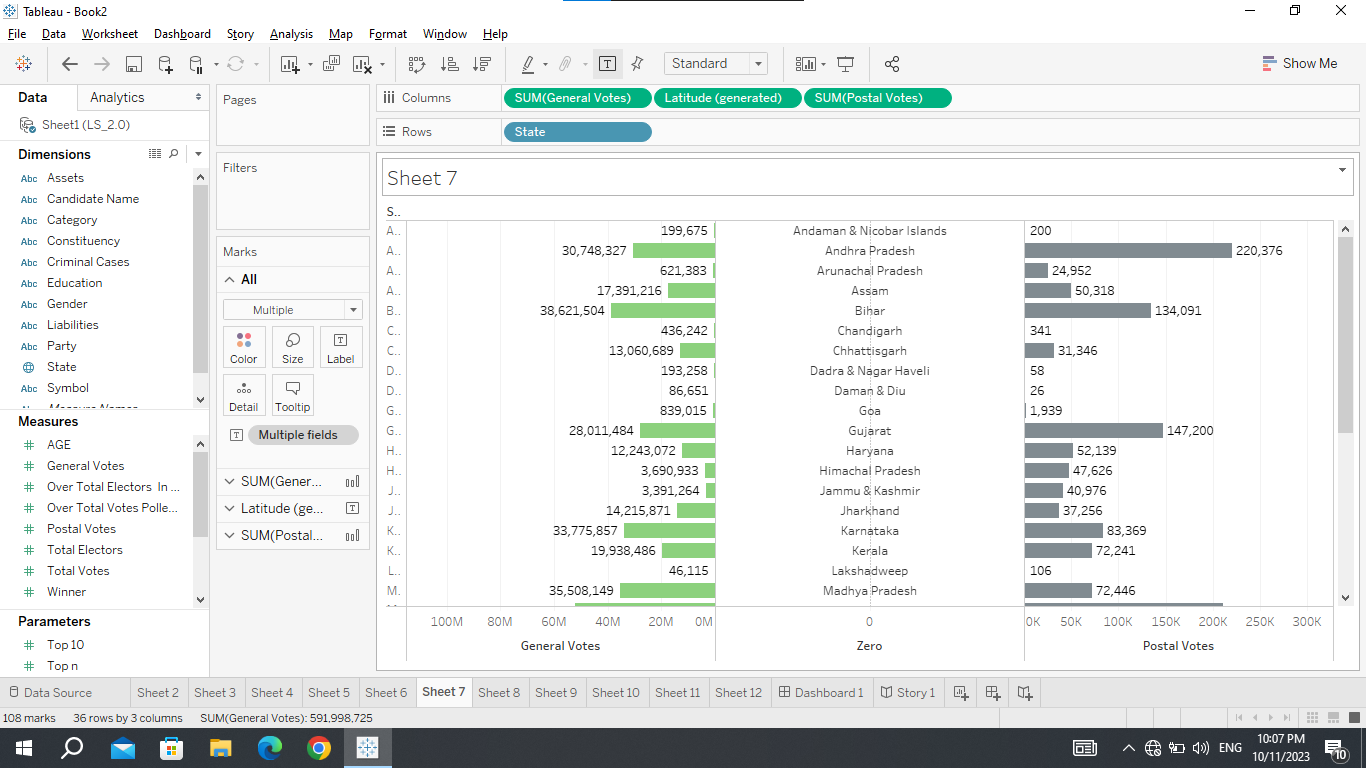 Tableau - Book2
File Data Worksheet Dashboard Story Analysis Map Format Window Help
Standard
Show Me
Data Analytics
Sheet1 (LS_2.0)
Dimensions
Abc Assets
Abc Candidate Name
Abc Category
Abc Constituency
Abc Criminal Cases
Abc Education
Abc Gender
Abc Liabilities
Abc Party
State
Abc Symbol
Abc Measure Names
Measures
# AGE
# General Votes
# Over Total Electors In ...
# Over Total Votes Polle...
# Postal Votes
# Total Electors
# Total Votes
# Winner
Parameters
# Top 10
# Top n
Pages
Filters
Marks
All
Multiple
Color Size Label
Detail Tooltip
Multiple fields
SUM(Gener...
Latitude (ge...
SUM(Postal...
Columns SUM(General Votes) Latitude (generated) SUM(Postal Votes)
Rows State
Sheet 7
S..
A.. 199,675 Andaman & Nicobar Islands 200
A.. 30,748,327 Andhra Pradesh 220,376
A.. 621,383 Arunachal Pradesh 24,952
A.. 17,391,216 Assam 50,318
B.. 38,621,504 Bihar 134,091
C.. 436,242 Chandigarh 341
C.. 13,060,689 Chhattisgarh 31,346
D.. 193,258 Dadra & Nagar Haveli 58
D.. 86,651 Daman & Diu 26
G.. 839,015 Goa 1,939
G.. 28,011,484 Gujarat 147,200
H.. 12,243,072 Haryana 52,139
H.. 3,690,933 Himachal Pradesh 47,626
J.. 3,391,264 Jammu & Kashmir 40,976
J.. 14,215,871 Jharkhand 37,256
K.. 33,775,857 Karnataka 83,369
K.. 19,938,486 Kerala 72,241
L.. 46,115 Lakshadweep 106
M.. 35,508,149 Madhya Pradesh 72,446
100M 80M 60M 40M 20M 0M 0 0K 50K 100K 150K 200K 250K 300K
General Votes Zero Postal Votes
Data Source Sheet 2 Sheet 3 Sheet 4 Sheet 5 Sheet 6 Sheet 7 Sheet 8 Sheet 9 Sheet 10 Sheet 11 Sheet 12 Dashboard 1 Story 1
108 marks 36 rows by 3 columns SUM(General Votes): 591,998,725
ENG
10:07 PM
10/11/2023
10